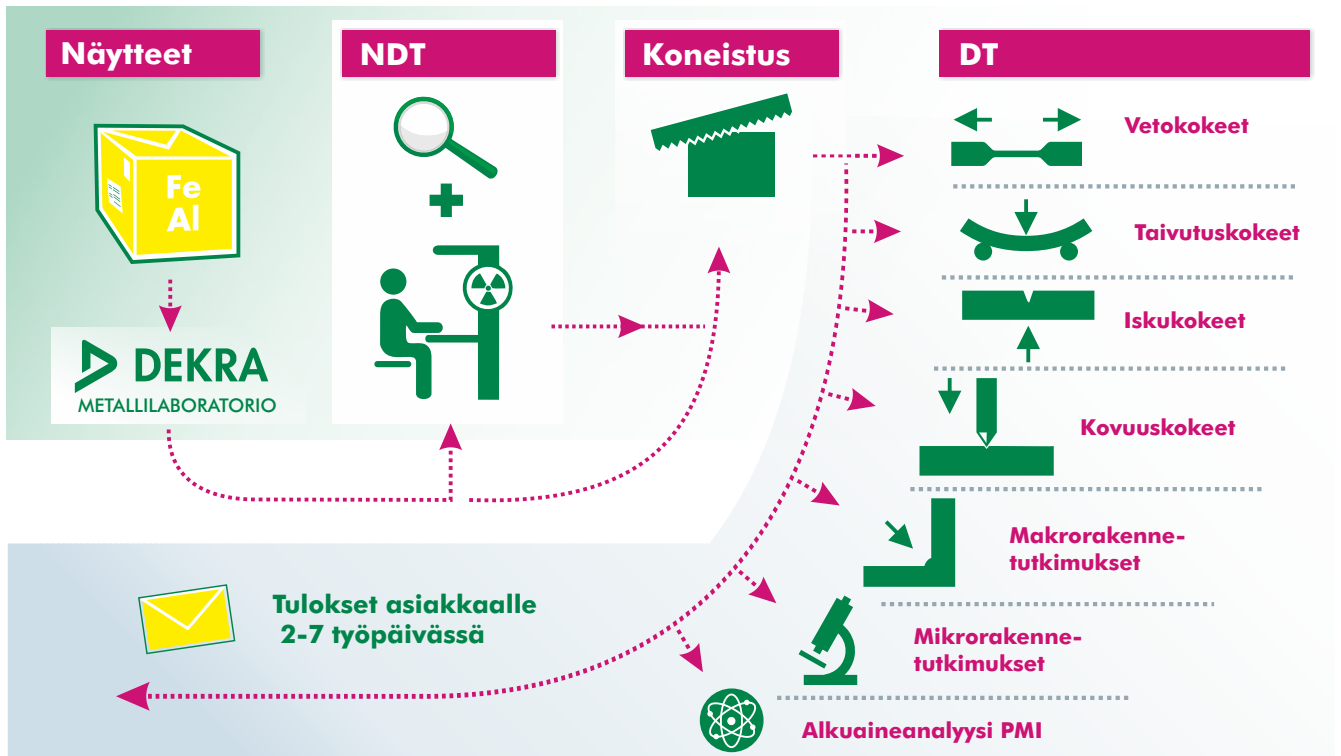 Näytteet
NDT
Koneistus
DT
Fe
Al
DEKRA
METALLILABORATORIO
Vetokokeet
Taivutuskokeet
Iskukokeet
Kovuuskokeet
Makrorakenne-
tutkimukset
Mikrorakenne-
tutkimukset
Alkuaineanalyysi PMI
Tulokset asiakkaalle
2-7 työpäivässä